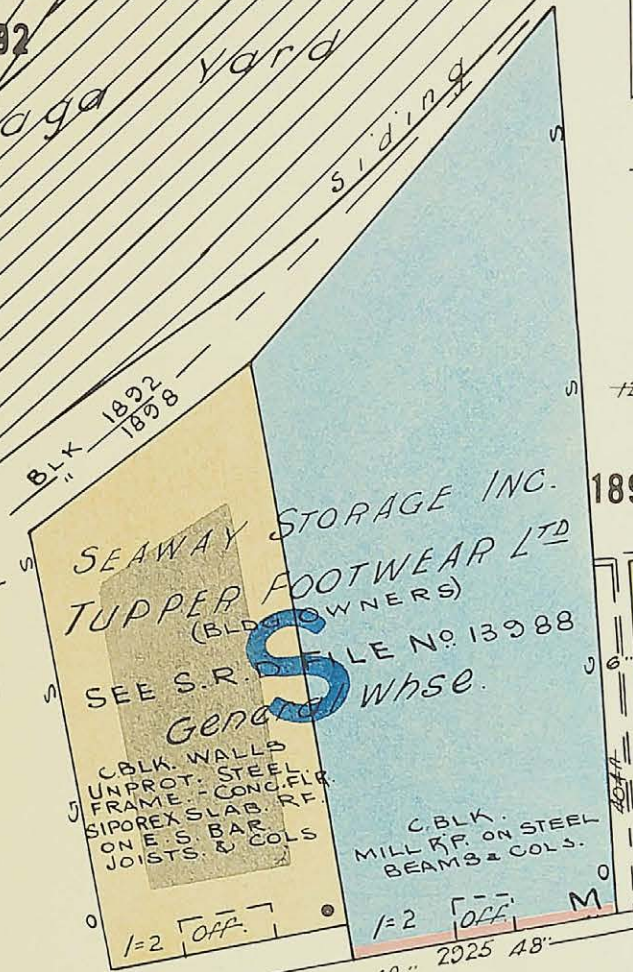 92
aga Yard
Siding
BLK 1892
" 1898
SEAWAY STORAGE INC.
TUPPER FOOTWEAR LTD
(BLDG OWNERS)
SEE S.R.D. FILE No 13988
S
General Whse.
C.BLK. WALLS
UNPROT. STEEL
FRAME. - CONC. FLR.
SIPOREX SLAB. RF.
ON E.S. BAR
JOISTS. & COLS
C.BLK.
MILL RF. ON STEEL
BEAMS & COLS.
1=2 OFF.
1=2 OFF. M
2925 48"
189
6"
S
S
S
S
5
O
G
O